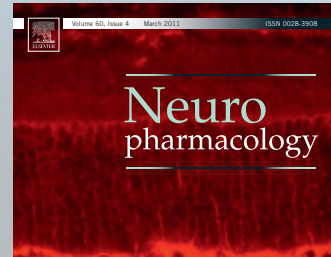 Volume 60, Issue 4 March 2011 ISSN 0028-3908
ELSEVIER
Neuro
pharmacology